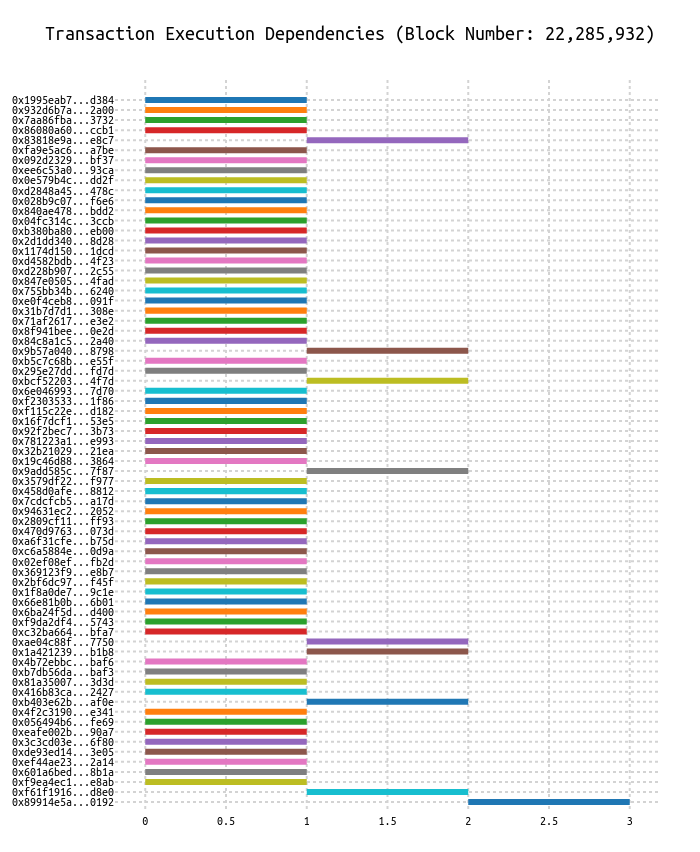 Transaction Execution Dependencies (Block Number: 22,285,932)
0x1995eab7...d384
0x932d6b7a...2a00
0x7aa86fba...3732
0x86080a60...ccb1
0x83818e9a...e8c7
0xfa9e5ac6...a7be
0x092d2329...bf37
0xee6c53a0...93ca
0x0e579b4c...dd2f
0xd2848a45...478c
0x028b9c07...f6e6
0x840ae478...bdd2
0x04fc314c...3ccb
0xb380ba80...eb00
0x2d1dd340...8d28
0x1174d150...1dcd
0xd4582bdb...4f23
0xd228b907...2c55
0x847e0505...4fad
0x755bb34b...6240
0xe0f4ceb8...091f
0x31b7d7d1...308e
0x71af2617...e3e2
0x8f941bee...0e2d
0x84c8a1c5...2a40
0x9b57a040...8798
0xb5c7c68b...e55f
0x295e27dd...fd7d
0xbcf52203...4f7d
0x6e046993...7d70
0xf2303533...1f86
0xf115c22e...d182
0x16f7dcf1...53e5
0x92f2bec7...3b73
0x781223a1...e993
0x32b21029...21ea
0x19c46d88...3864
0x9add585c...7f87
0x3579df22...f977
0x458d0afe...8812
0x7cdcfcb5...a17d
0x94631ec2...2052
0x2809cf11...ff93
0x470d9763...073d
0xa6f31cfe...b75d
0xc6a5884e...0d9a
0x02ef08ef...fb2d
0x369123f9...e8b7
0x2bf6dc97...f45f
0x1f8a0de7...9c1e
0x66e81b0b...6b01
0x6ba24f5d...d400
0xf9da2df4...5743
0xc32ba664...bfa7
0xae04c88f...7750
0x1a421239...b1b8
0x4b72ebbc...baf6
0xb7db56da...baf3
0x81a35007...3d3d
0x416b83ca...2427
0xb403e62b...af0e
0x4f2c3190...e341
0x056494b6...fe69
0xeafe002b...90a7
0x3c3cd03e...6f80
0xde93ed14...3e05
0xef44ae23...2a14
0x601a6bed...8b1a
0xf9ea4ec1...e8ab
0xf61f1916...d8e0
0x89914e5a...0192
0 0.5 1 1.5 2 2.5 3